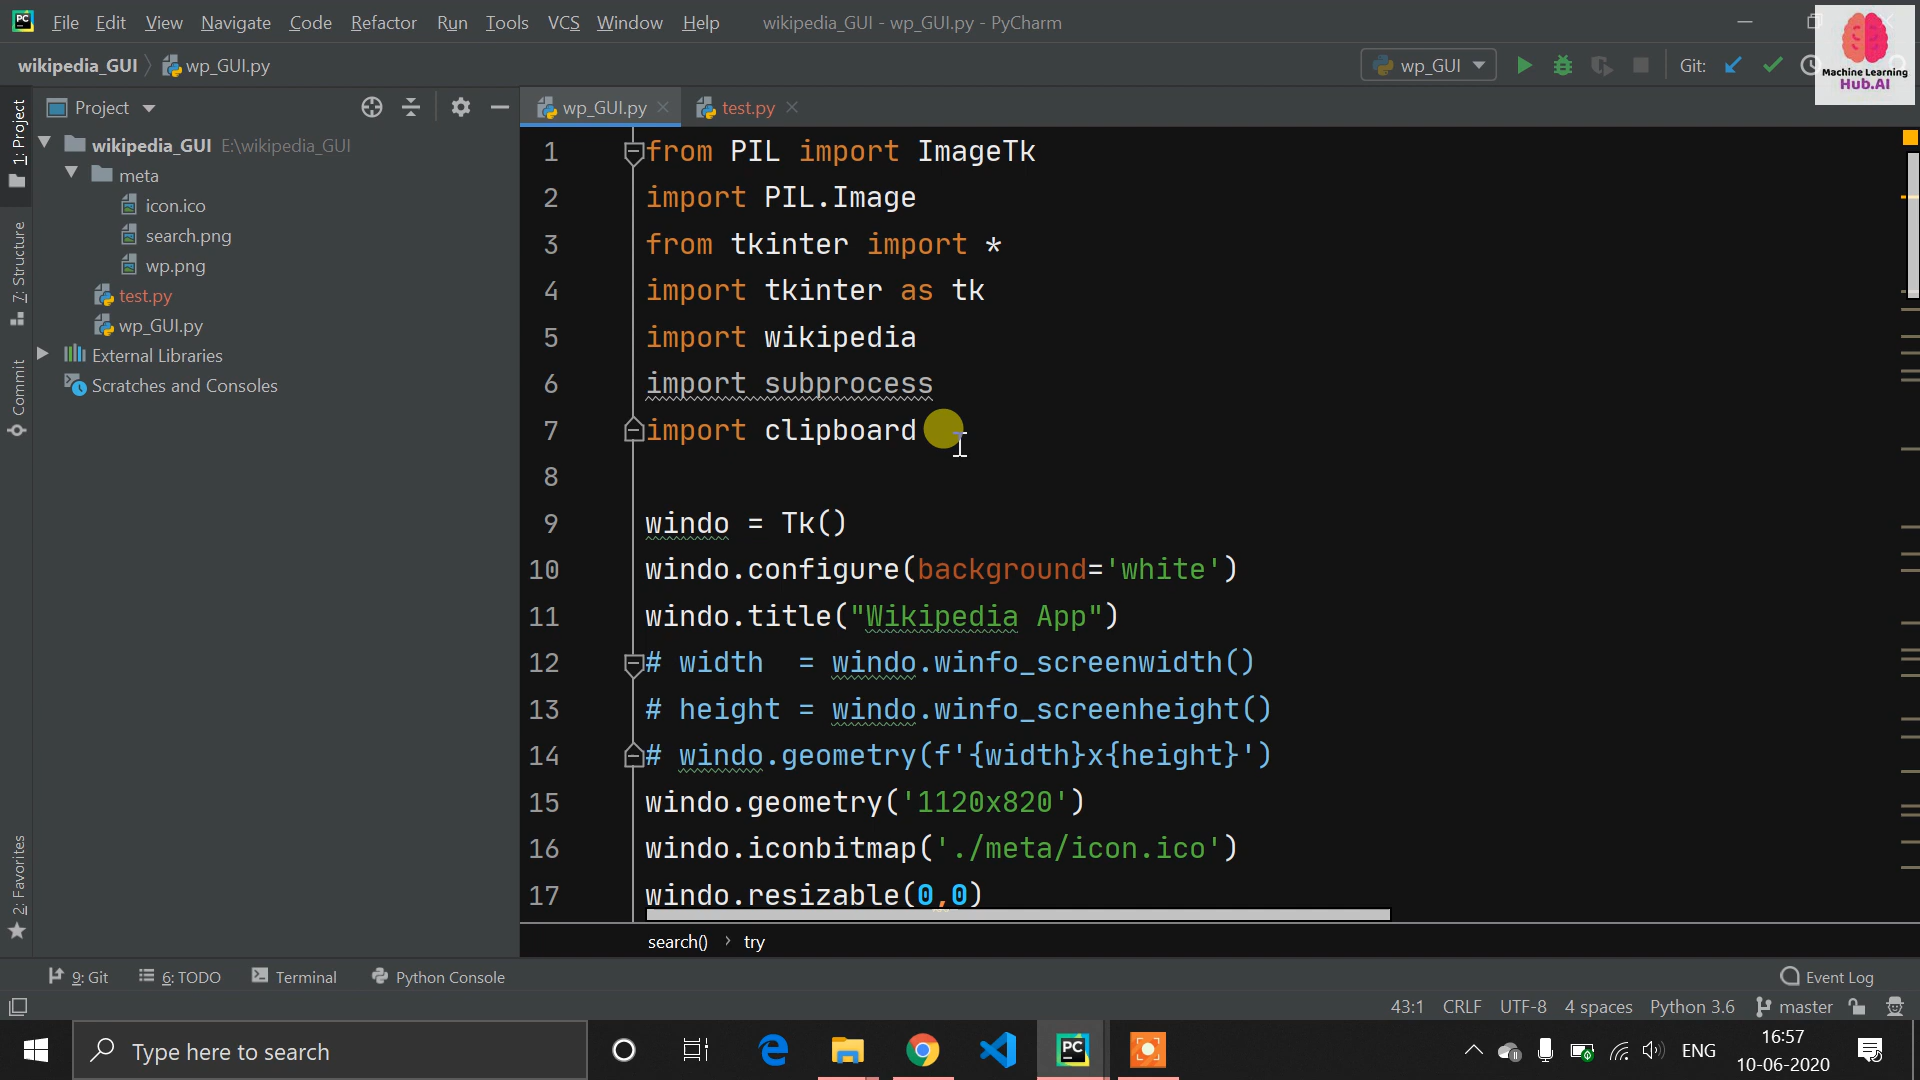 File Edit View Navigate Code Refactor Run Tools VCS Window Help wikipedia_GUI - wp_GUI.py - PyCharm
wikipedia_GUI wp_GUI.py wp_GUI Git:
Machine Learning
Hub.AI
1: Project
7: Structure
Commit
2: Favorites
Project
wikipedia_GUI E:\wikipedia_GUI
meta
icon.ico
search.png
wp.png
test.py
wp_GUI.py
External Libraries
Scratches and Consoles
wp_GUI.py test.py
1 from PIL import ImageTk
2 import PIL.Image
3 from tkinter import *
4 import tkinter as tk
5 import wikipedia
6 import subprocess
7 import clipboard
8
9 windo = Tk()
10 windo.configure(background='white')
11 windo.title("Wikipedia App")
12 # width  = windo.winfo_screenwidth()
13 # height = windo.winfo_screenheight()
14 # windo.geometry(f'{width}x{height}')
15 windo.geometry('1120x820')
16 windo.iconbitmap('./meta/icon.ico')
17 windo.resizable(0,0)
search() › try
9: Git 6: TODO Terminal Python Console Event Log
43:1 CRLF UTF-8 4 spaces Python 3.6 master
Type here to search
PC
ENG
16:57
10-06-2020